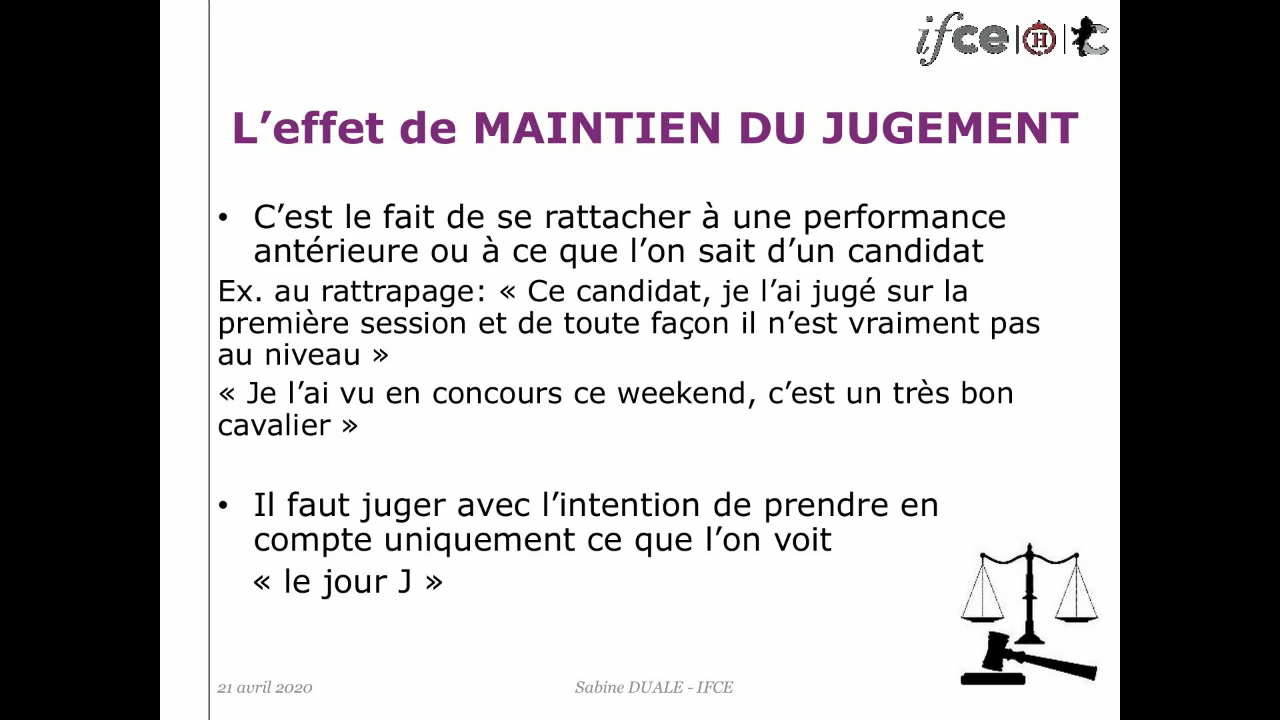 ifce | H | C
L’effet de MAINTIEN DU JUGEMENT
• C’est le fait de se rattacher à une performance
antérieure ou à ce que l’on sait d’un candidat
Ex. au rattrapage: « Ce candidat, je l’ai jugé sur la
première session et de toute façon il n’est vraiment pas
au niveau »
« Je l’ai vu en concours ce weekend, c’est un très bon
cavalier »
• Il faut juger avec l’intention de prendre en
compte uniquement ce que l’on voit
« le jour J »
21 avril 2020
Sabine DUALE - IFCE